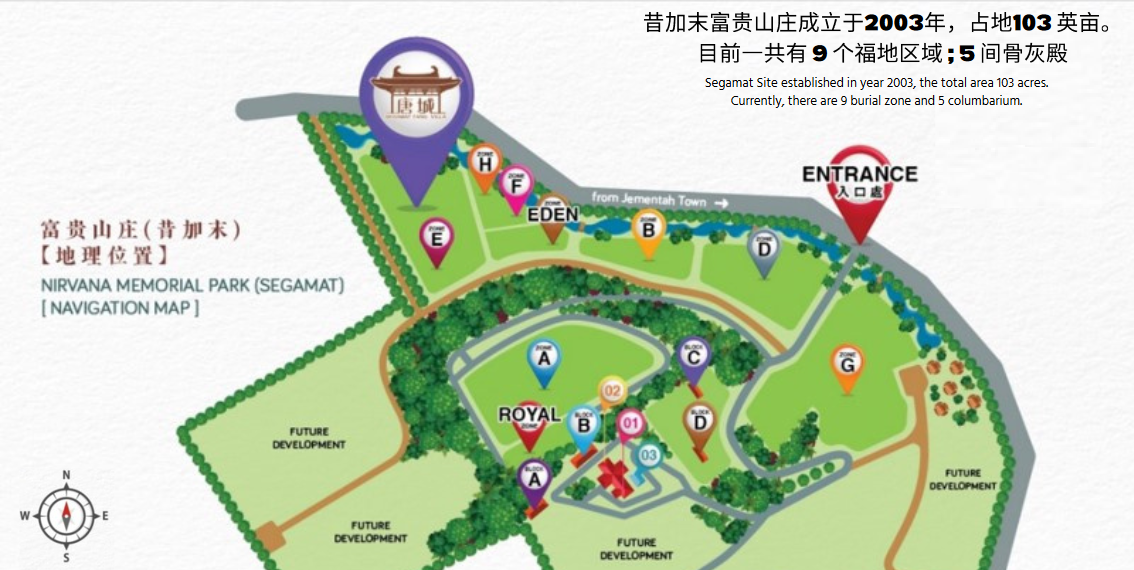 昔加末富贵山庄成立于2003年，占地103 英亩。
目前一共有 9 个福地区域 ; 5 间骨灰殿
Segamat Site established in year 2003, the total area 103 acres.
Currently, there are 9 burial zone and 5 columbarium.
唐城
富贵山庄(昔加末)
【地理位置】
NIRVANA MEMORIAL PARK (SEGAMAT)
[ NAVIGATION MAP ]
ZONE
H
ZONE
F
EDEN
from Jementah Town
ENTRANCE
入口處
ZONE
E
ZONE
B
ZONE
D
ZONE
A
BLOCK
C
ZONE
G
02
ROYAL
ZONE
BLOCK
B
01
BLOCK
D
03
BLOCK
A
FUTURE
DEVELOPMENT
FUTURE
DEVELOPMENT
FUTURE
DEVELOPMENT
FUTURE
DEVELOPMENT
N
W
E
S